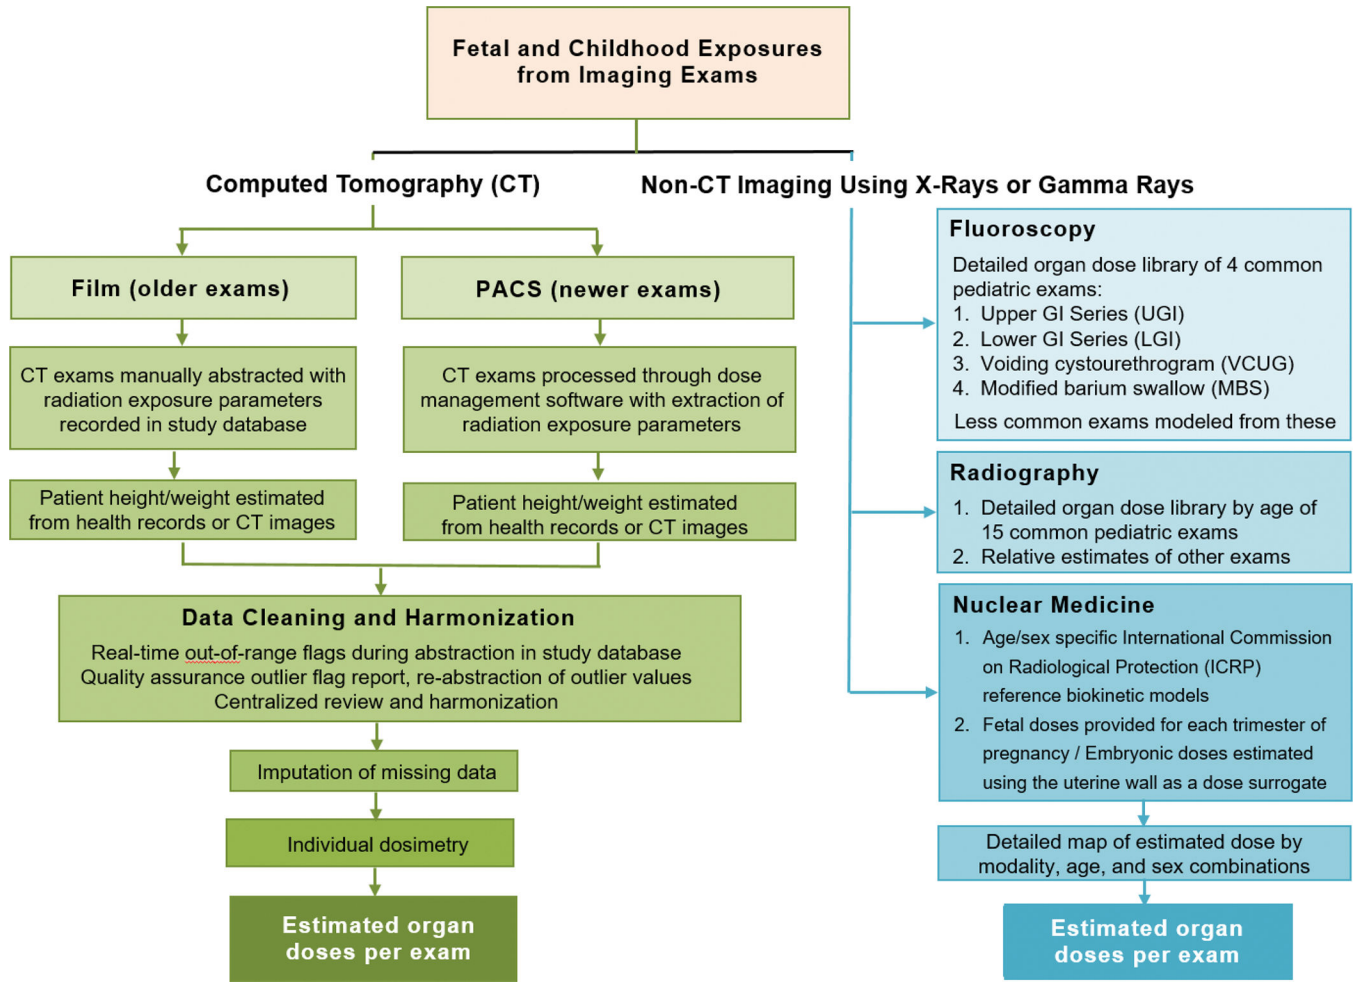 Fetal and Childhood Exposures
from Imaging Exams
Computed Tomography (CT)
Non-CT Imaging Using X-Rays or Gamma Rays
Film (older exams)
CT exams manually abstracted with
radiation exposure parameters
recorded in study database
Patient height/weight estimated
from health records or CT images
PACS (newer exams)
CT exams processed through dose
management software with extraction of
radiation exposure parameters
Patient height/weight estimated
from health records or CT images
Data Cleaning and Harmonization
Real-time out-of-range flags during abstraction in study database
Quality assurance outlier flag report, re-abstraction of outlier values
Centralized review and harmonization
Imputation of missing data
Individual dosimetry
Estimated organ
doses per exam
Fluoroscopy
Detailed organ dose library of 4 common
pediatric exams:
1. Upper GI Series (UGI)
2. Lower GI Series (LGI)
3. Voiding cystourethrogram (VCUG)
4. Modified barium swallow (MBS)
Less common exams modeled from these
Radiography
1. Detailed organ dose library by age of
15 common pediatric exams
2. Relative estimates of other exams
Nuclear Medicine
1. Age/sex specific International Commission
on Radiological Protection (ICRP)
reference biokinetic models
2. Fetal doses provided for each trimester of
pregnancy / Embryonic doses estimated
using the uterine wall as a dose surrogate
Detailed map of estimated dose by
modality, age, and sex combinations
Estimated organ
doses per exam